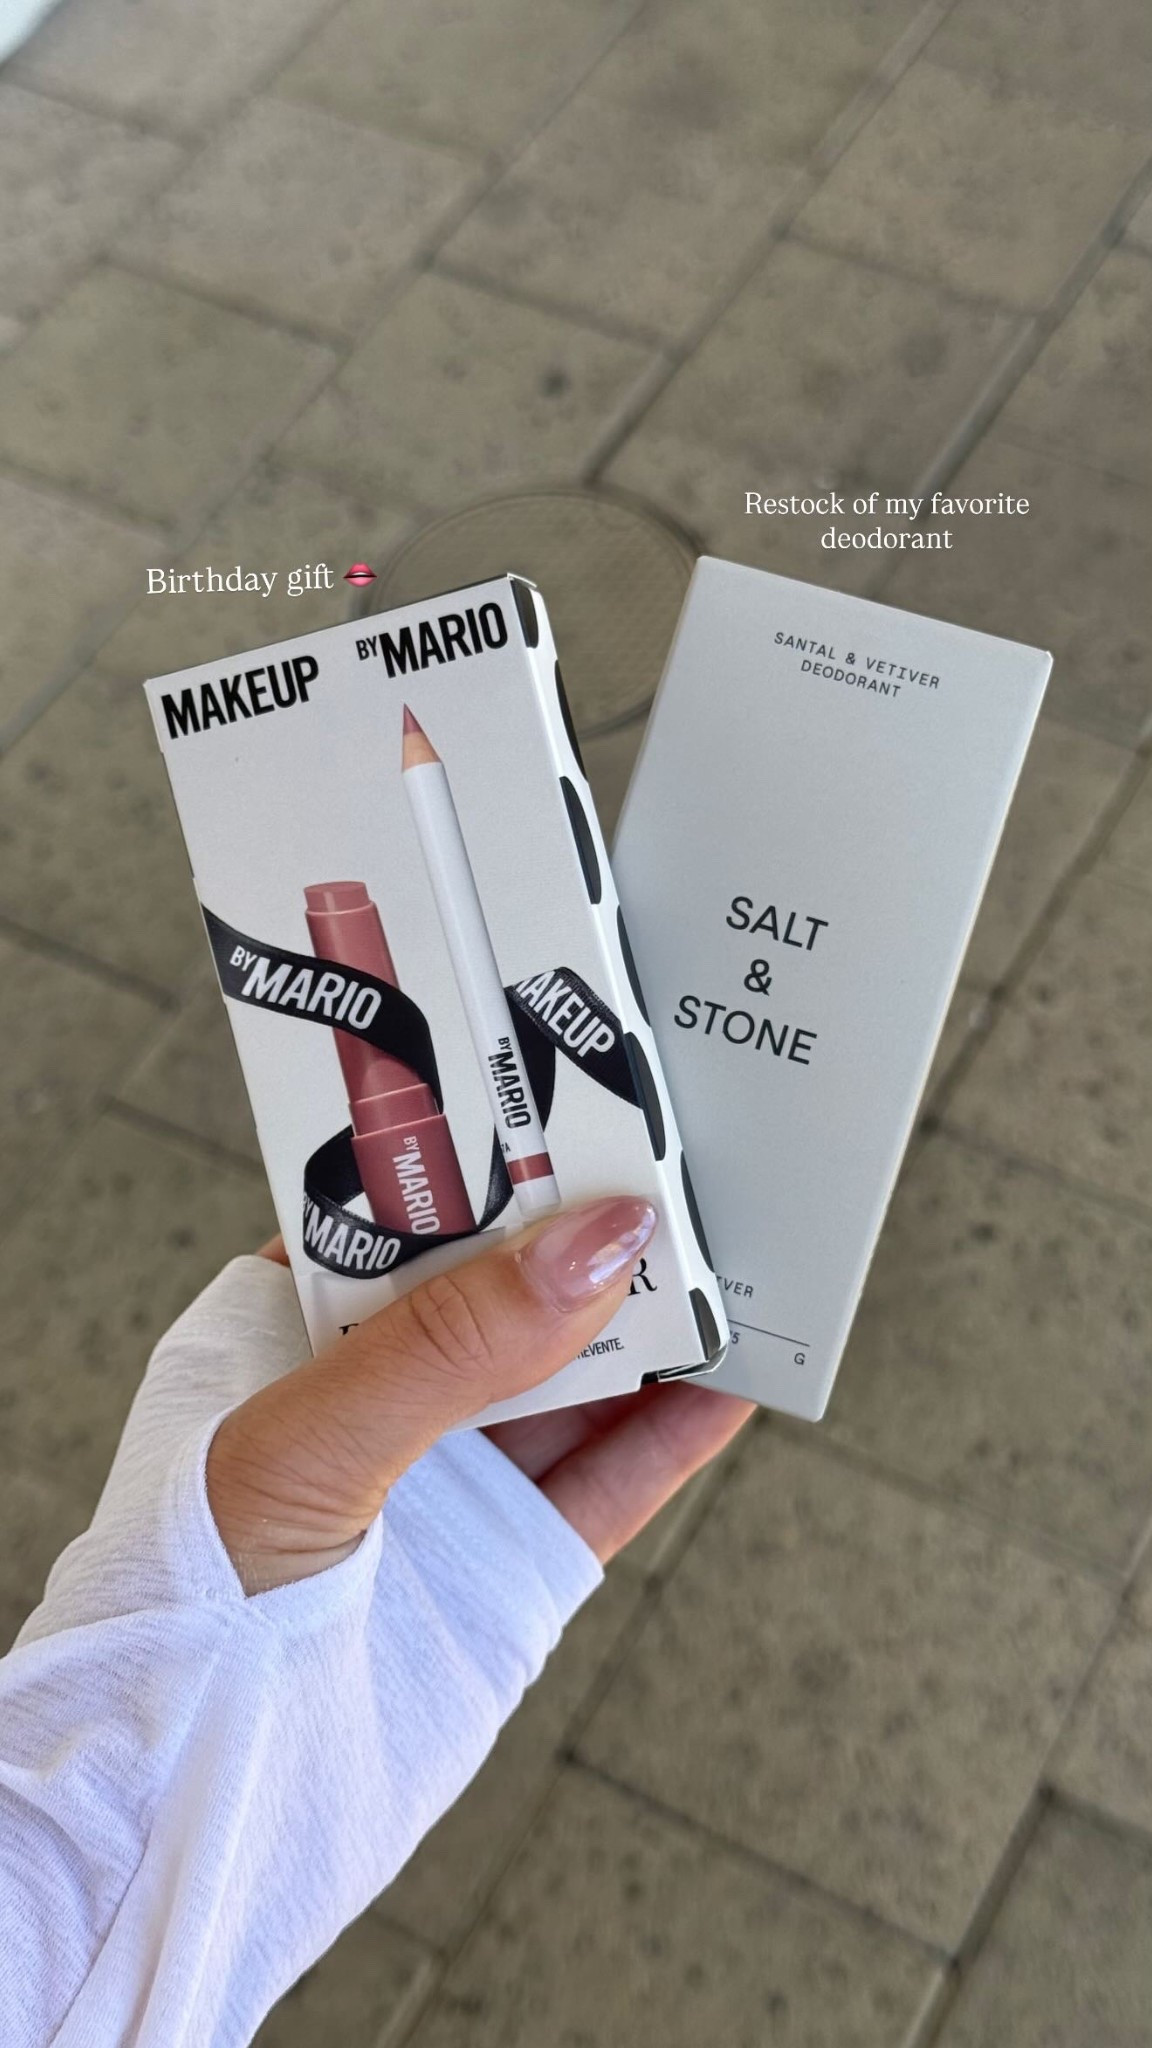 Restock of my favorite
deodorant
Birthday gift
MAKEUP BY MARIO
BY MARIO
MAKEUP
BY MARIO
BY MARIO
MARIO
SANTAL & VETIVER
DEODORANT
SALT
&
STONE
G